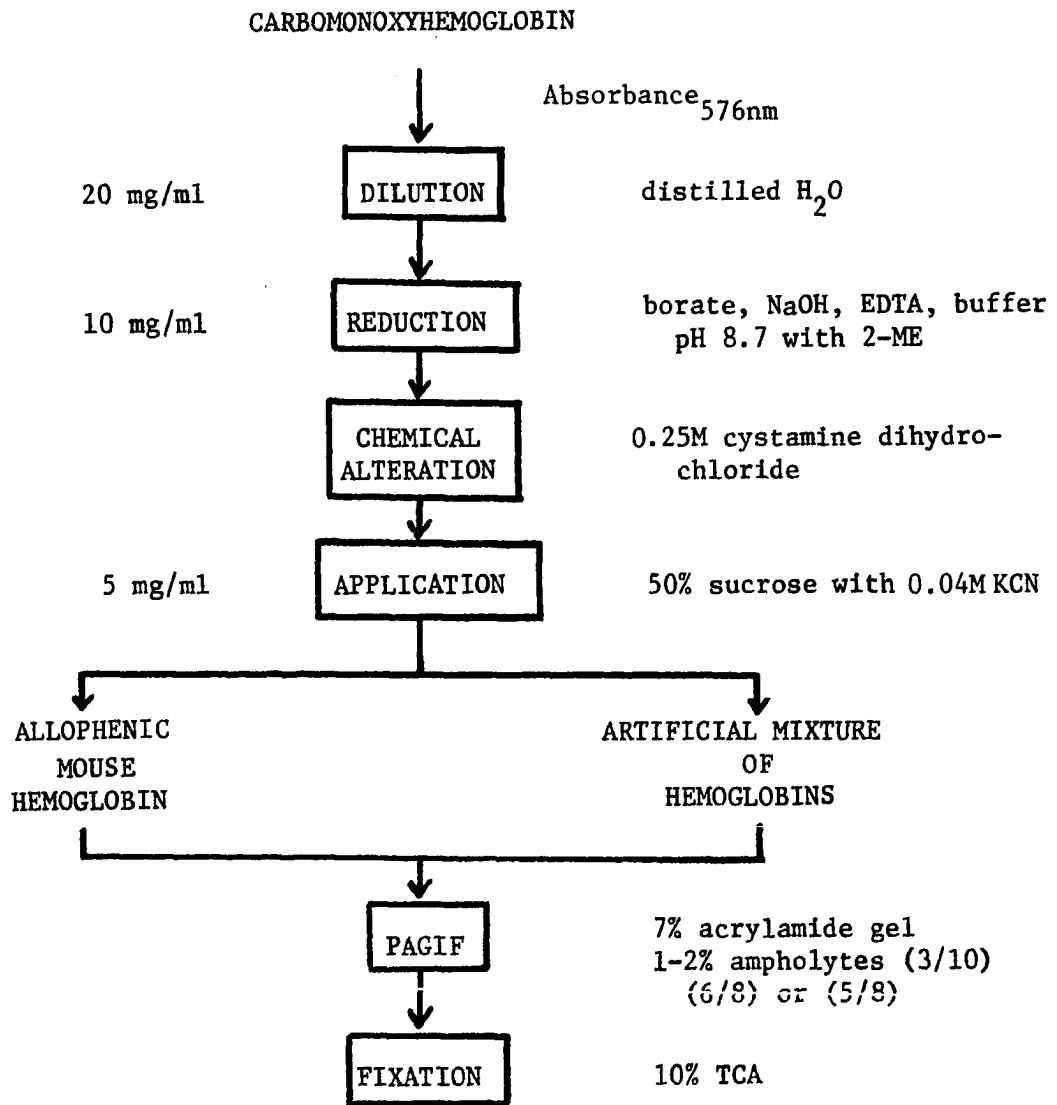 CARBOMONOXYHEMOGLOBIN
Absorbance576nm
20 mg/ml
DILUTION
distilled H2O
10 mg/ml
REDUCTION
borate, NaOH, EDTA, buffer
pH 8.7 with 2-ME
CHEMICAL
ALTERATION
0.25M cystamine dihydro-
chloride
5 mg/ml
APPLICATION
50% sucrose with 0.04M KCN
ALLOPHENIC
MOUSE
HEMOGLOBIN
ARTIFICIAL MIXTURE
OF
HEMOGLOBINS
PAGIF
7% acrylamide gel
1-2% ampholytes (3/10)
(6/8) or (5/8)
FIXATION
10% TCA